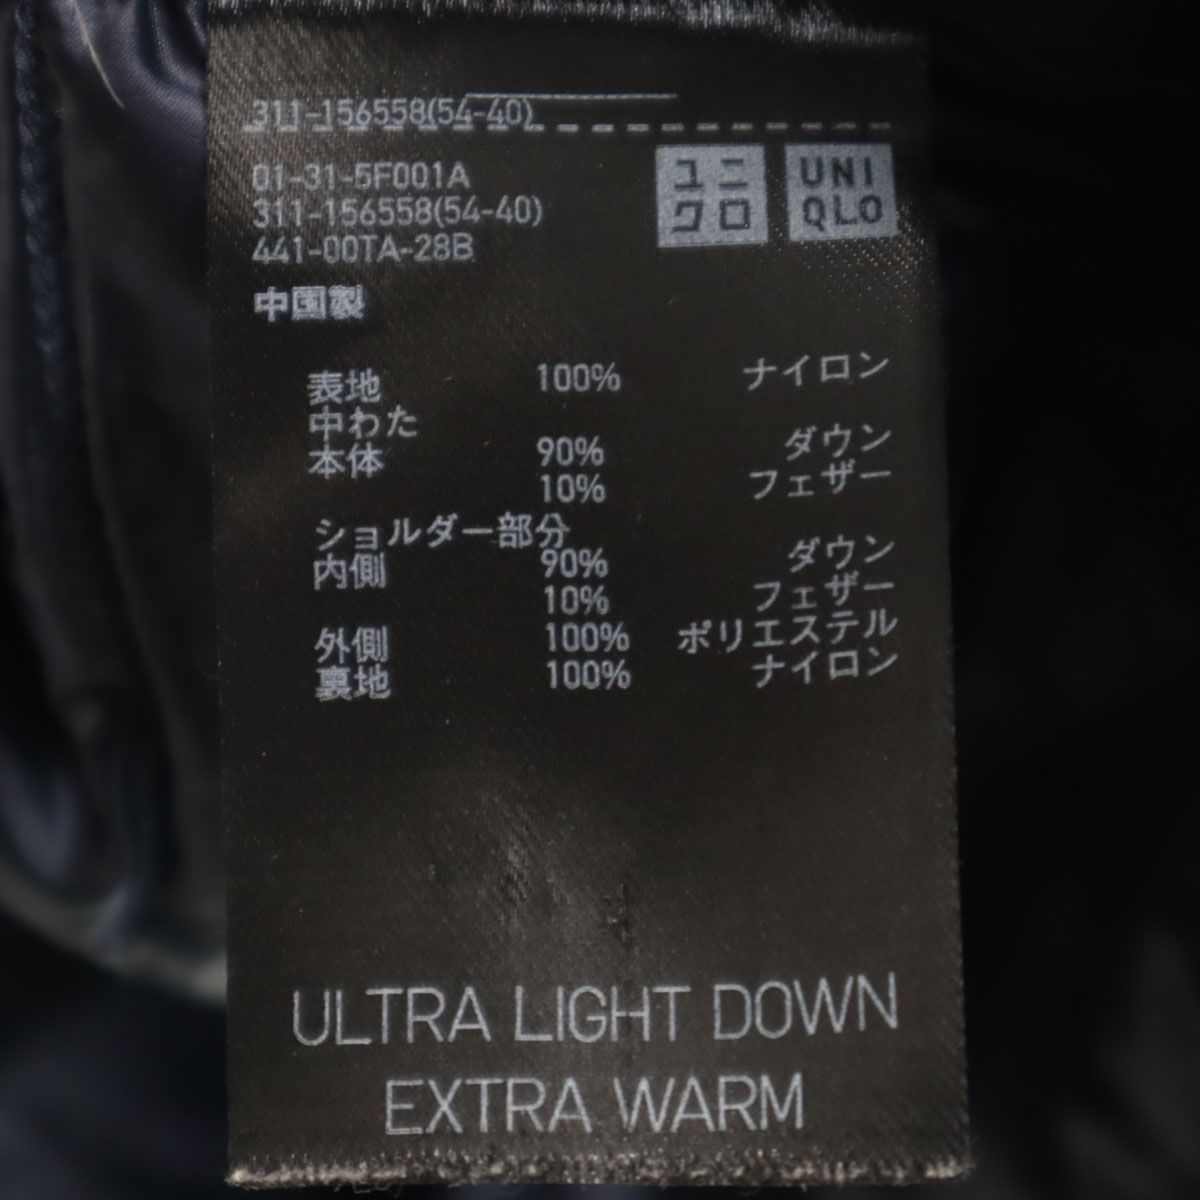 311-156558(54-40)
01-31-5F001A
311-156558(54-40)
441-00TA-28B
ユニ
クロ
UNI
QLO
中国製
表地 100% ナイロン
中わた
本体 90% ダウン
10% フェザー
ショルダー部分
内側 90% ダウン
10% フェザー
外側 100% ポリエステル
裏地 100% ナイロン
ULTRA LIGHT DOWN
EXTRA WARM